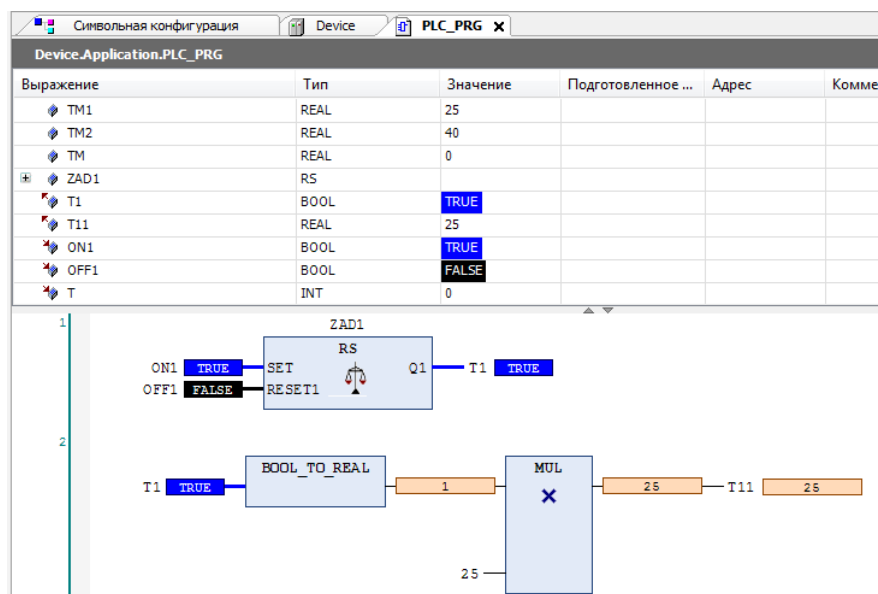 Символьная конфигурация Device PLC_PRG X
Device.Application.PLC_PRG
Выражение Тип Значение Подготовленное ... Адрес Комме
TM1 REAL 25
TM2 REAL 40
TM REAL 0
ZAD1 RS
T1 BOOL TRUE
T11 REAL 25
ON1 BOOL TRUE
OFF1 BOOL FALSE
T INT 0
1
ZAD1
RS
ON1 TRUE SET Q1 T1 TRUE
OFF1 FALSE RESET1
2
BOOL_TO_REAL MUL
T1 TRUE 1 × 25 T11 25
25